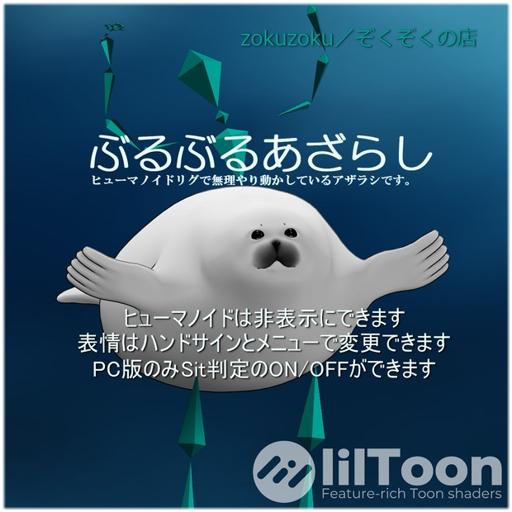 zokuzoku／ぞくぞくの店
ぶるぶるあざらし
ヒューマノイドリグで無理やり動かしているアザラシです。
ヒューマノイドは非表示にできます
表情はハンドサインとメニューで変更できます
PC版のみSit判定のON/OFFができます
lilToon
Feature-rich Toon shaders